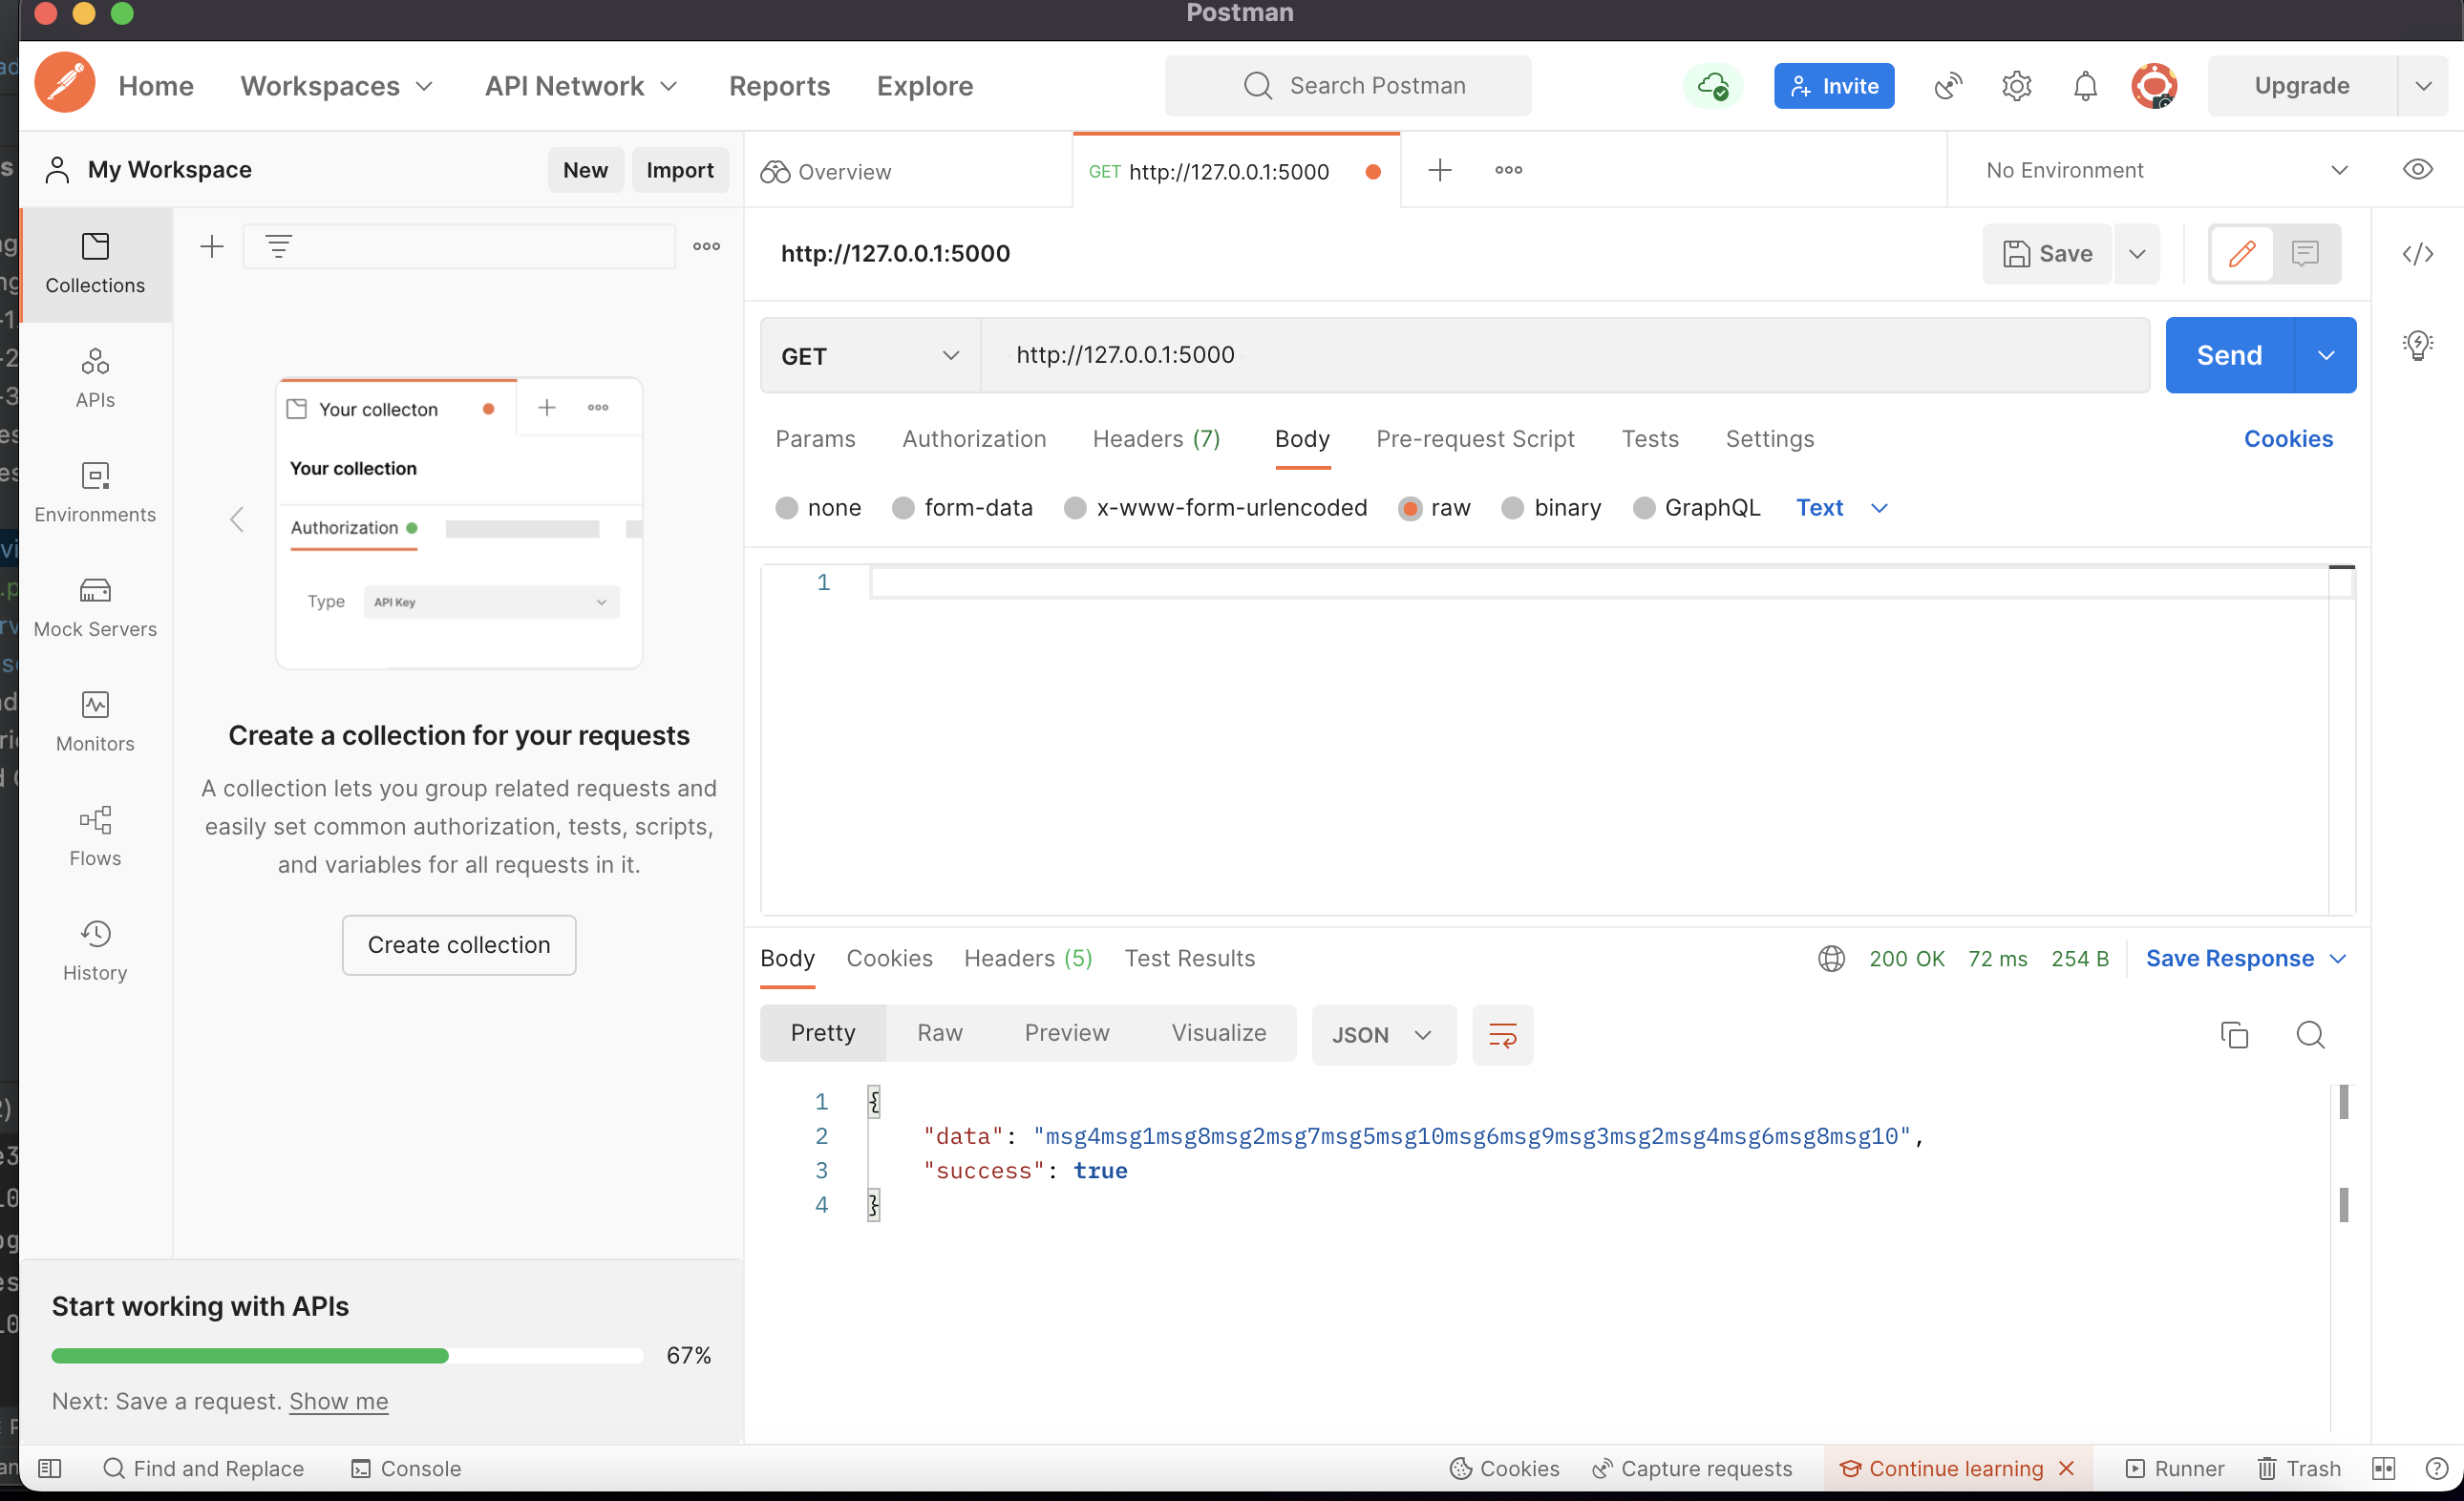 Postman
Home Workspaces API Network Reports Explore Search Postman Invite Upgrade
My Workspace New Import Overview GET http://127.0.0.1:5000 No Environment
http://127.0.0.1:5000 Save
Collections
APIs
Environments
Mock Servers
Monitors
Flows
History
Your collecton
Your collection
Authorization
Type API Key
Create a collection for your requests
A collection lets you group related requests and
easily set common authorization, tests, scripts,
and variables for all requests in it.
Create collection
Start working with APIs
67%
Next: Save a request. Show me
GET http://127.0.0.1:5000 Send
Params Authorization Headers (7) Body Pre-request Script Tests Settings Cookies
none form-data x-www-form-urlencoded raw binary GraphQL Text
1
Body Cookies Headers (5) Test Results 200 OK 72 ms 254 B Save Response
Pretty Raw Preview Visualize JSON
1 {
2 "data": "msg4msg1msg8msg2msg7msg5msg10msg6msg9msg3msg2msg4msg6msg8msg10",
3 "success": true
4 }
Find and Replace Console Cookies Capture requests Continue learning Runner Trash